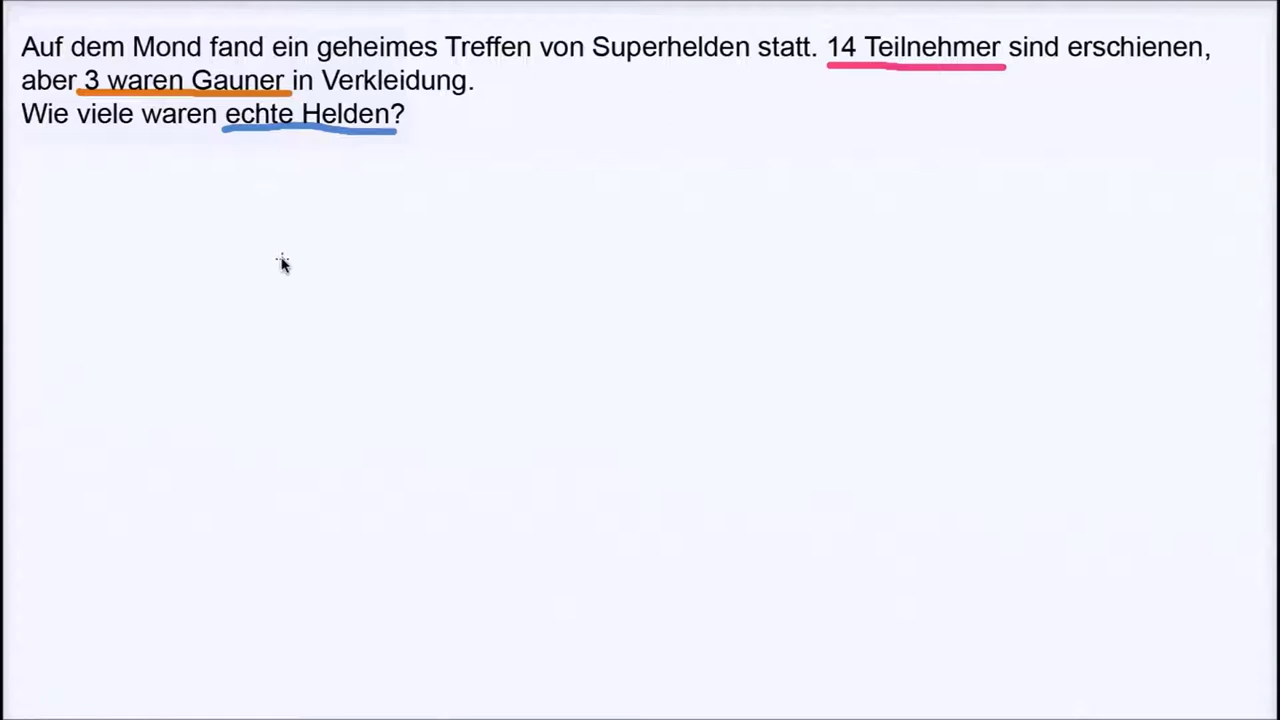 Auf dem Mond fand ein geheimes Treffen von Superhelden statt. 14 Teilnehmer sind erschienen,
aber 3 waren Gauner in Verkleidung.
Wie viele waren echte Helden?